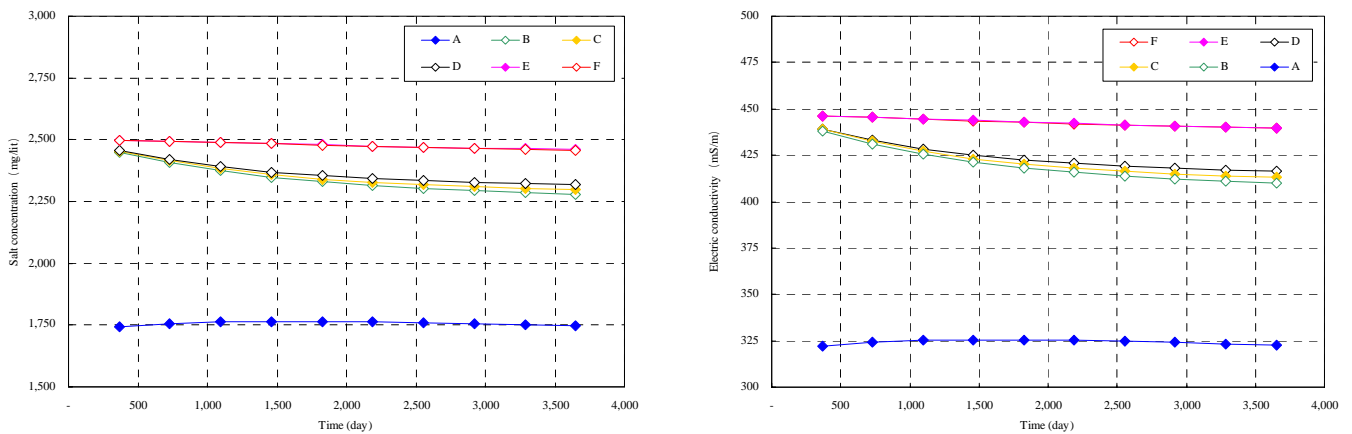 3,000
2,750
2,500
2,250
2,000
1,750
1,500
Salt concentration (mg/lit)
A B C
D E F
- 500 1,000 1,500 2,000 2,500 3,000 3,500 4,000
Time (day)
500
475
450
425
400
375
350
325
300
Electric conductivity (mS/m)
F E D
C B A
- 500 1,000 1,500 2,000 2,500 3,000 3,500 4,000
Time (day)